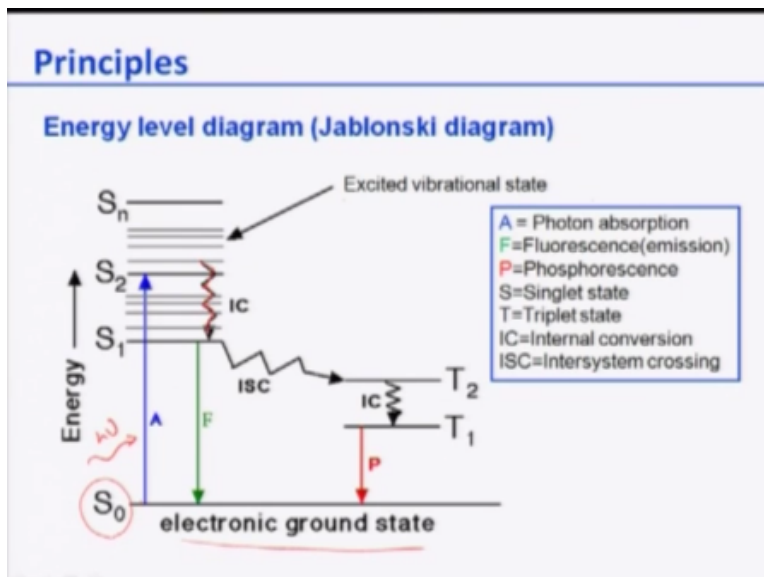 Principles
Energy level diagram (Jablonski diagram)
Excited vibrational state
A = Photon absorption
F=Fluorescence(emission)
P=Phosphorescence
S=Singlet state
T=Triplet state
IC=Internal conversion
ISC=Intersystem crossing
Sn
S2
IC
S1
ISC
T2
IC
T1
Energy
A
F
P
S0
electronic ground state